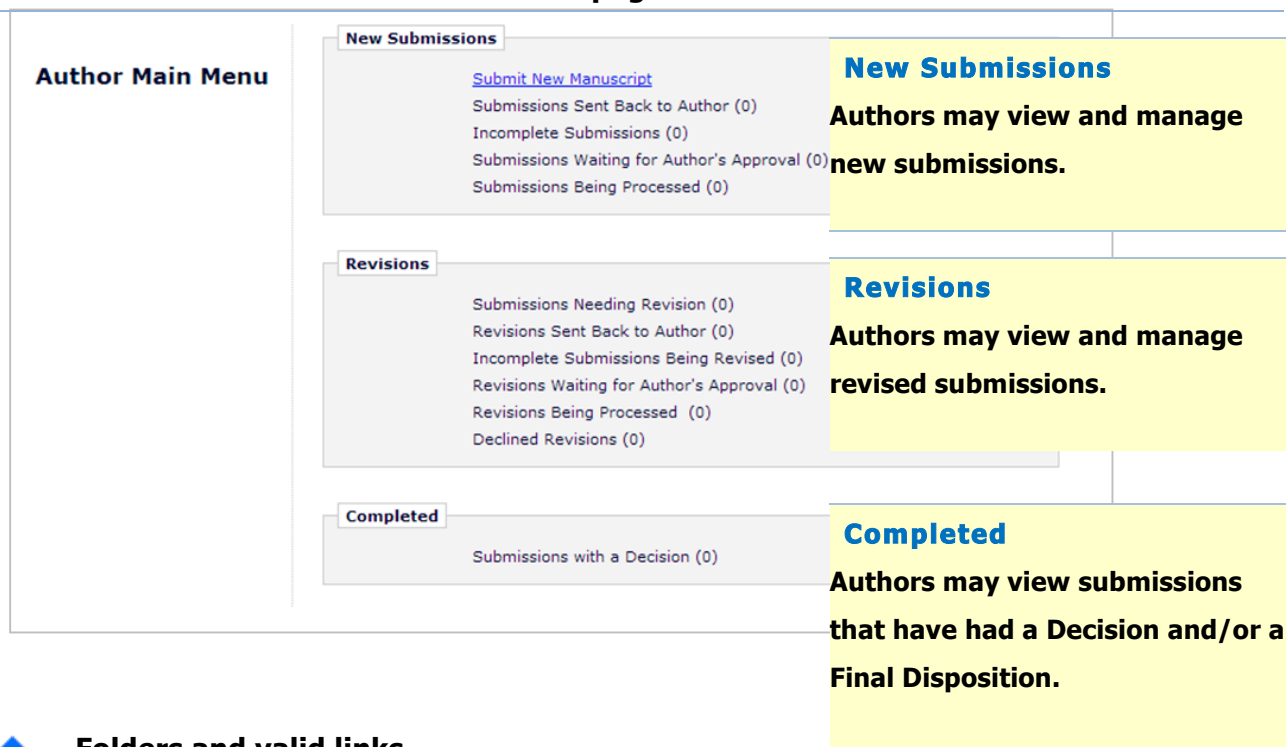 Author Main Menu
New Submissions
Submit New Manuscript
Submissions Sent Back to Author (0)
Incomplete Submissions (0)
Submissions Waiting for Author's Approval (0)
Submissions Being Processed (0)
New Submissions
Authors may view and manage
new submissions.
Revisions
Submissions Needing Revision (0)
Revisions Sent Back to Author (0)
Incomplete Submissions Being Revised (0)
Revisions Waiting for Author's Approval (0)
Revisions Being Processed (0)
Declined Revisions (0)
Revisions
Authors may view and manage
revised submissions.
Completed
Submissions with a Decision (0)
Completed
Authors may view submissions
that have had a Decision and/or a
Final Disposition.
Folders and valid links